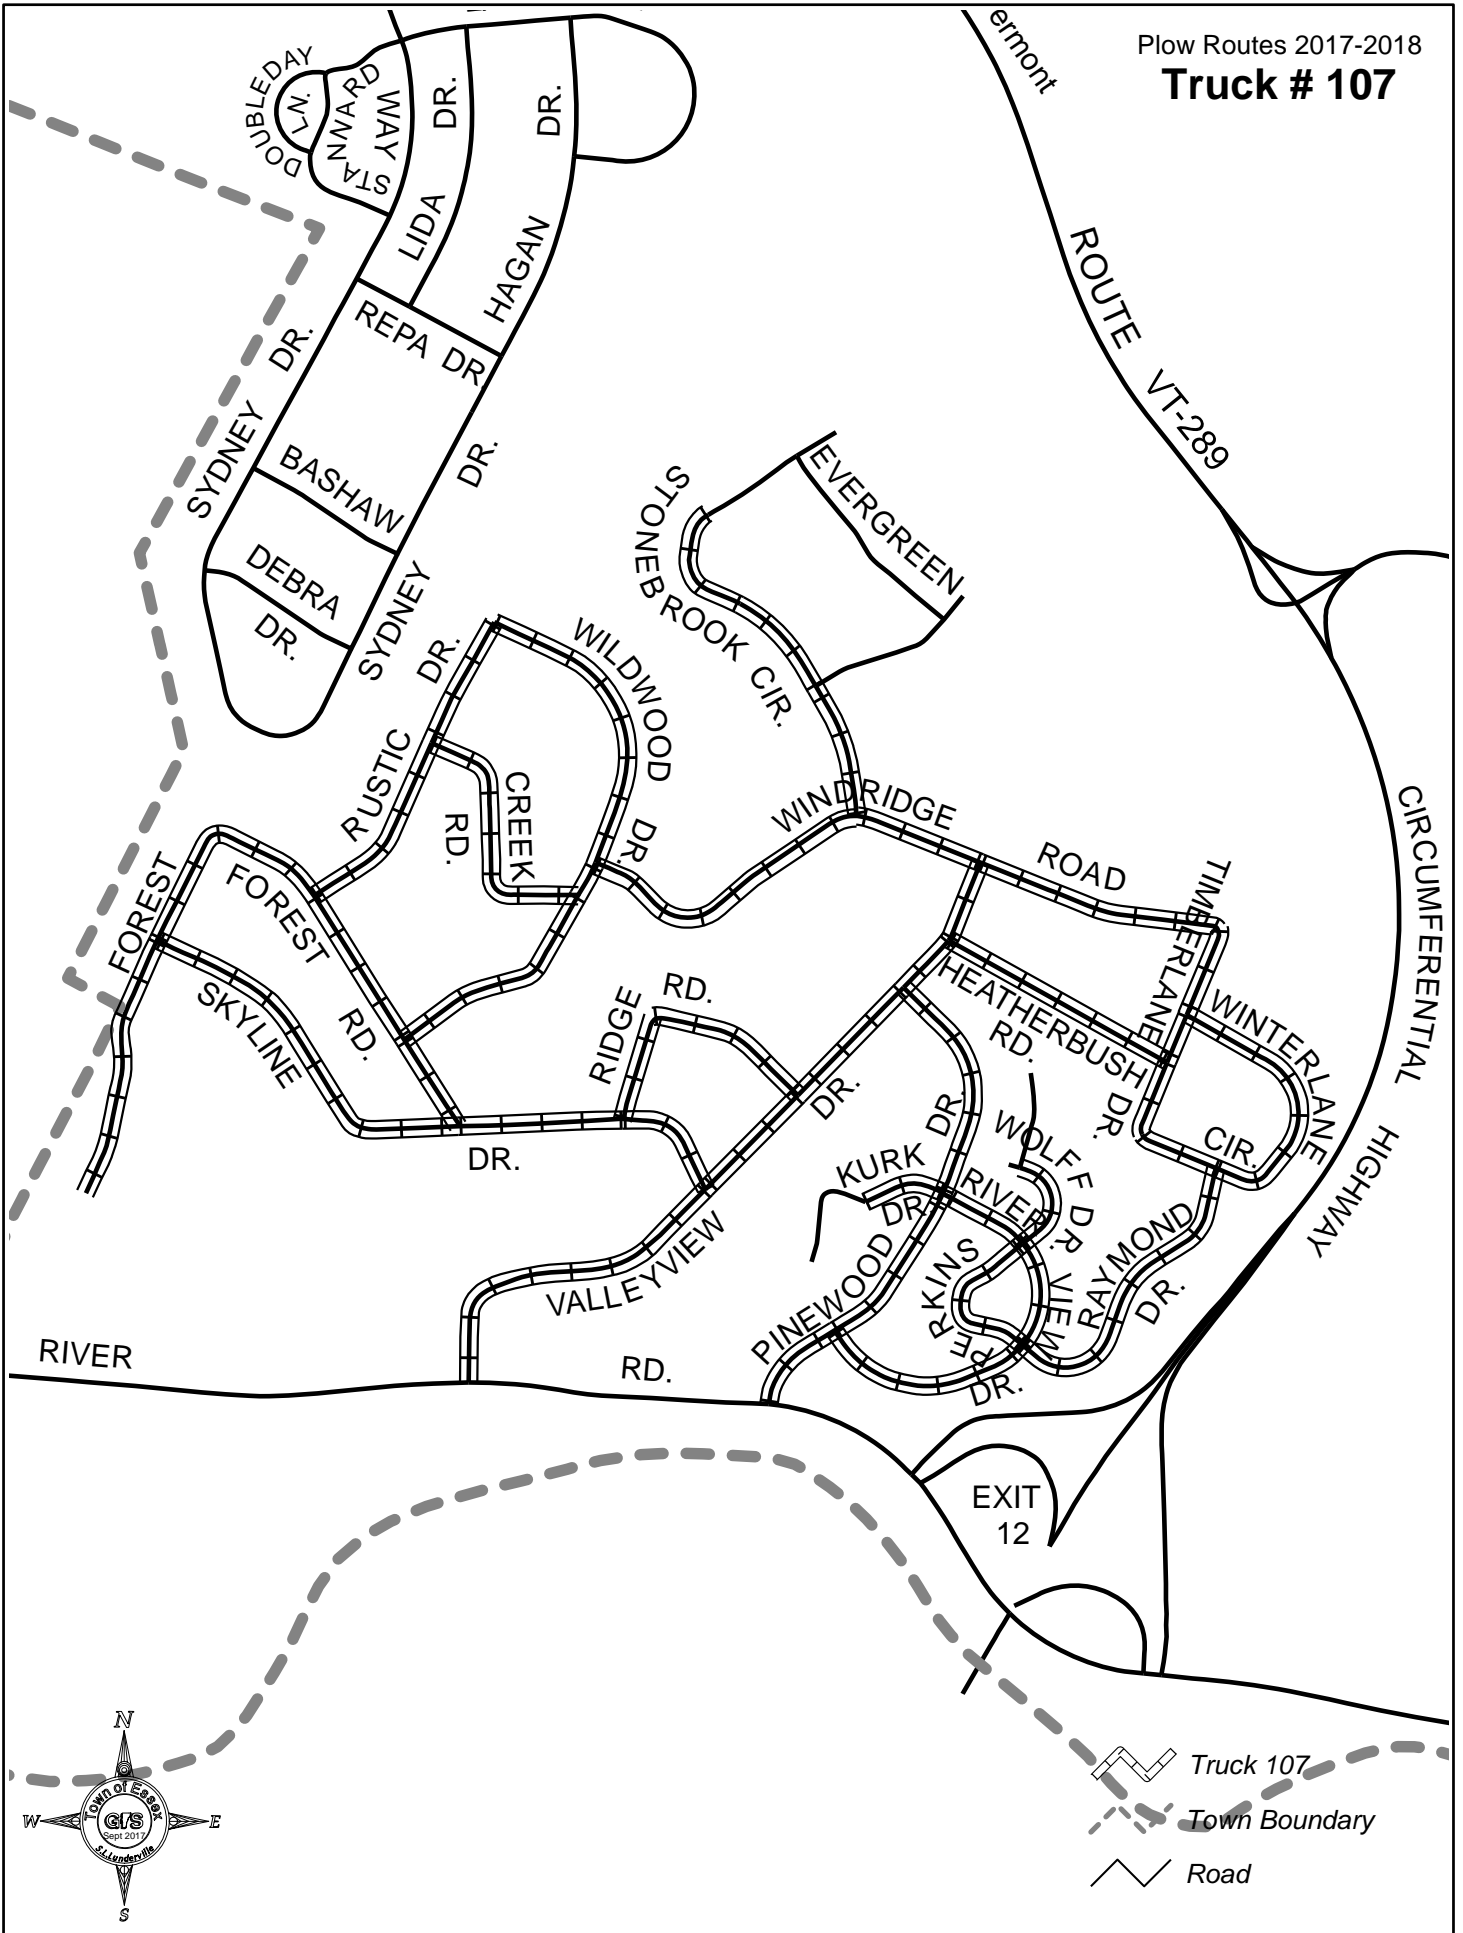 Plow Routes 2017-2018
Truck # 107
ermont
DOUBLEDAY
LN.
STANNARD
WAY
LIDA DR.
HAGAN DR.
REPA DR.
SYDNEY DR.
BASHAW
DEBRA
DR.
SYDNEY DR.
ROUTE VT-289
CIRCUMFERENTIAL HIGHWAY
EVERGREEN
STONEBROOK CIR.
WILDWOOD DR.
RUSTIC DR.
CREEK
RD.
WINDRIDGE ROAD
TIMBERLANE DR.
FOREST
FOREST RD.
SKYLINE DR.
RIDGE RD.
HEATHERBUSH
RD.
WINTERLANE
CIR.
VALLEYVIEW DR.
PINEWOOD DR.
KURK
DR.
WOLFF DR.
RIVER VIEW DR.
PERKINS
RAYMOND
DR.
RIVER RD.
EXIT
12
N
W
E
S
Town of Essex
GIS
Sept 2017
S.L.Lunderville
Truck 107
Town Boundary
Road